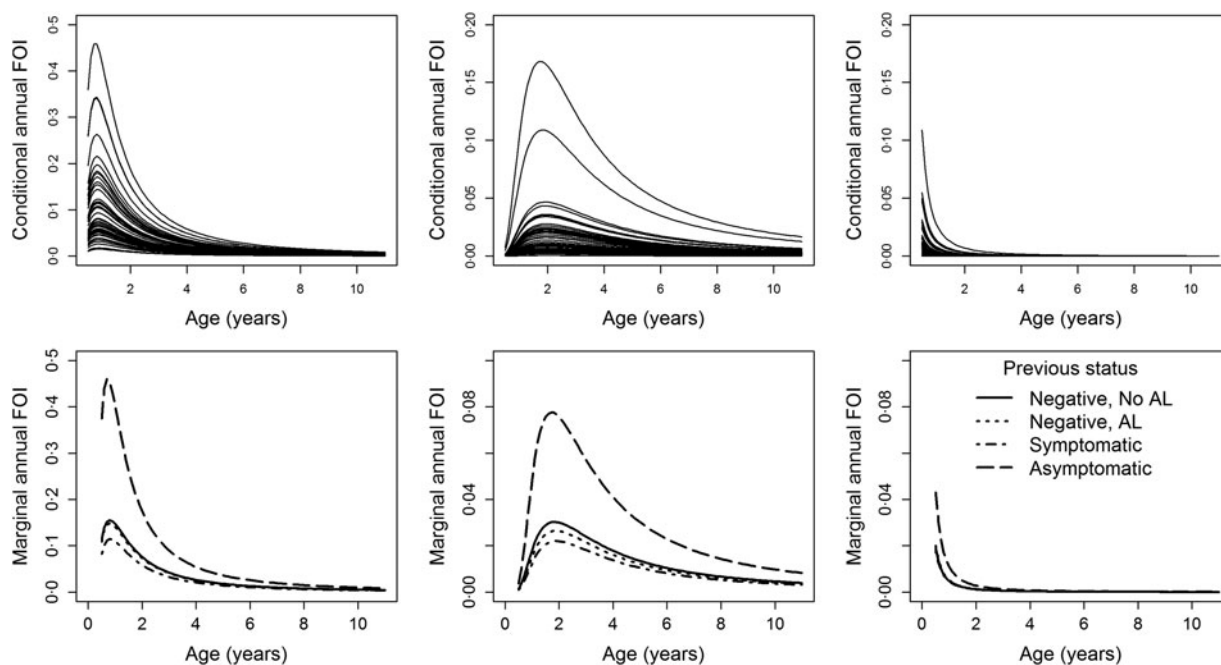 Conditional annual FOI
0·5
0·4
0·3
0·2
0·1
0·0
2 4 6 8 10
Age (years)
Conditional annual FOI
0·20
0·15
0·10
0·05
0·00
2 4 6 8 10
Age (years)
Conditional annual FOI
0·20
0·15
0·10
0·05
0·00
2 4 6 8 10
Age (years)
Marginal annual FOI
0·5
0·4
0·3
0·2
0·1
0·0
0 2 4 6 8 10
Age (years)
Marginal annual FOI
0·08
0·04
0·00
0 2 4 6 8 10
Age (years)
Marginal annual FOI
0·08
0·04
0·00
0 2 4 6 8 10
Age (years)
Previous status
Negative, No AL
Negative, AL
Symptomatic
Asymptomatic